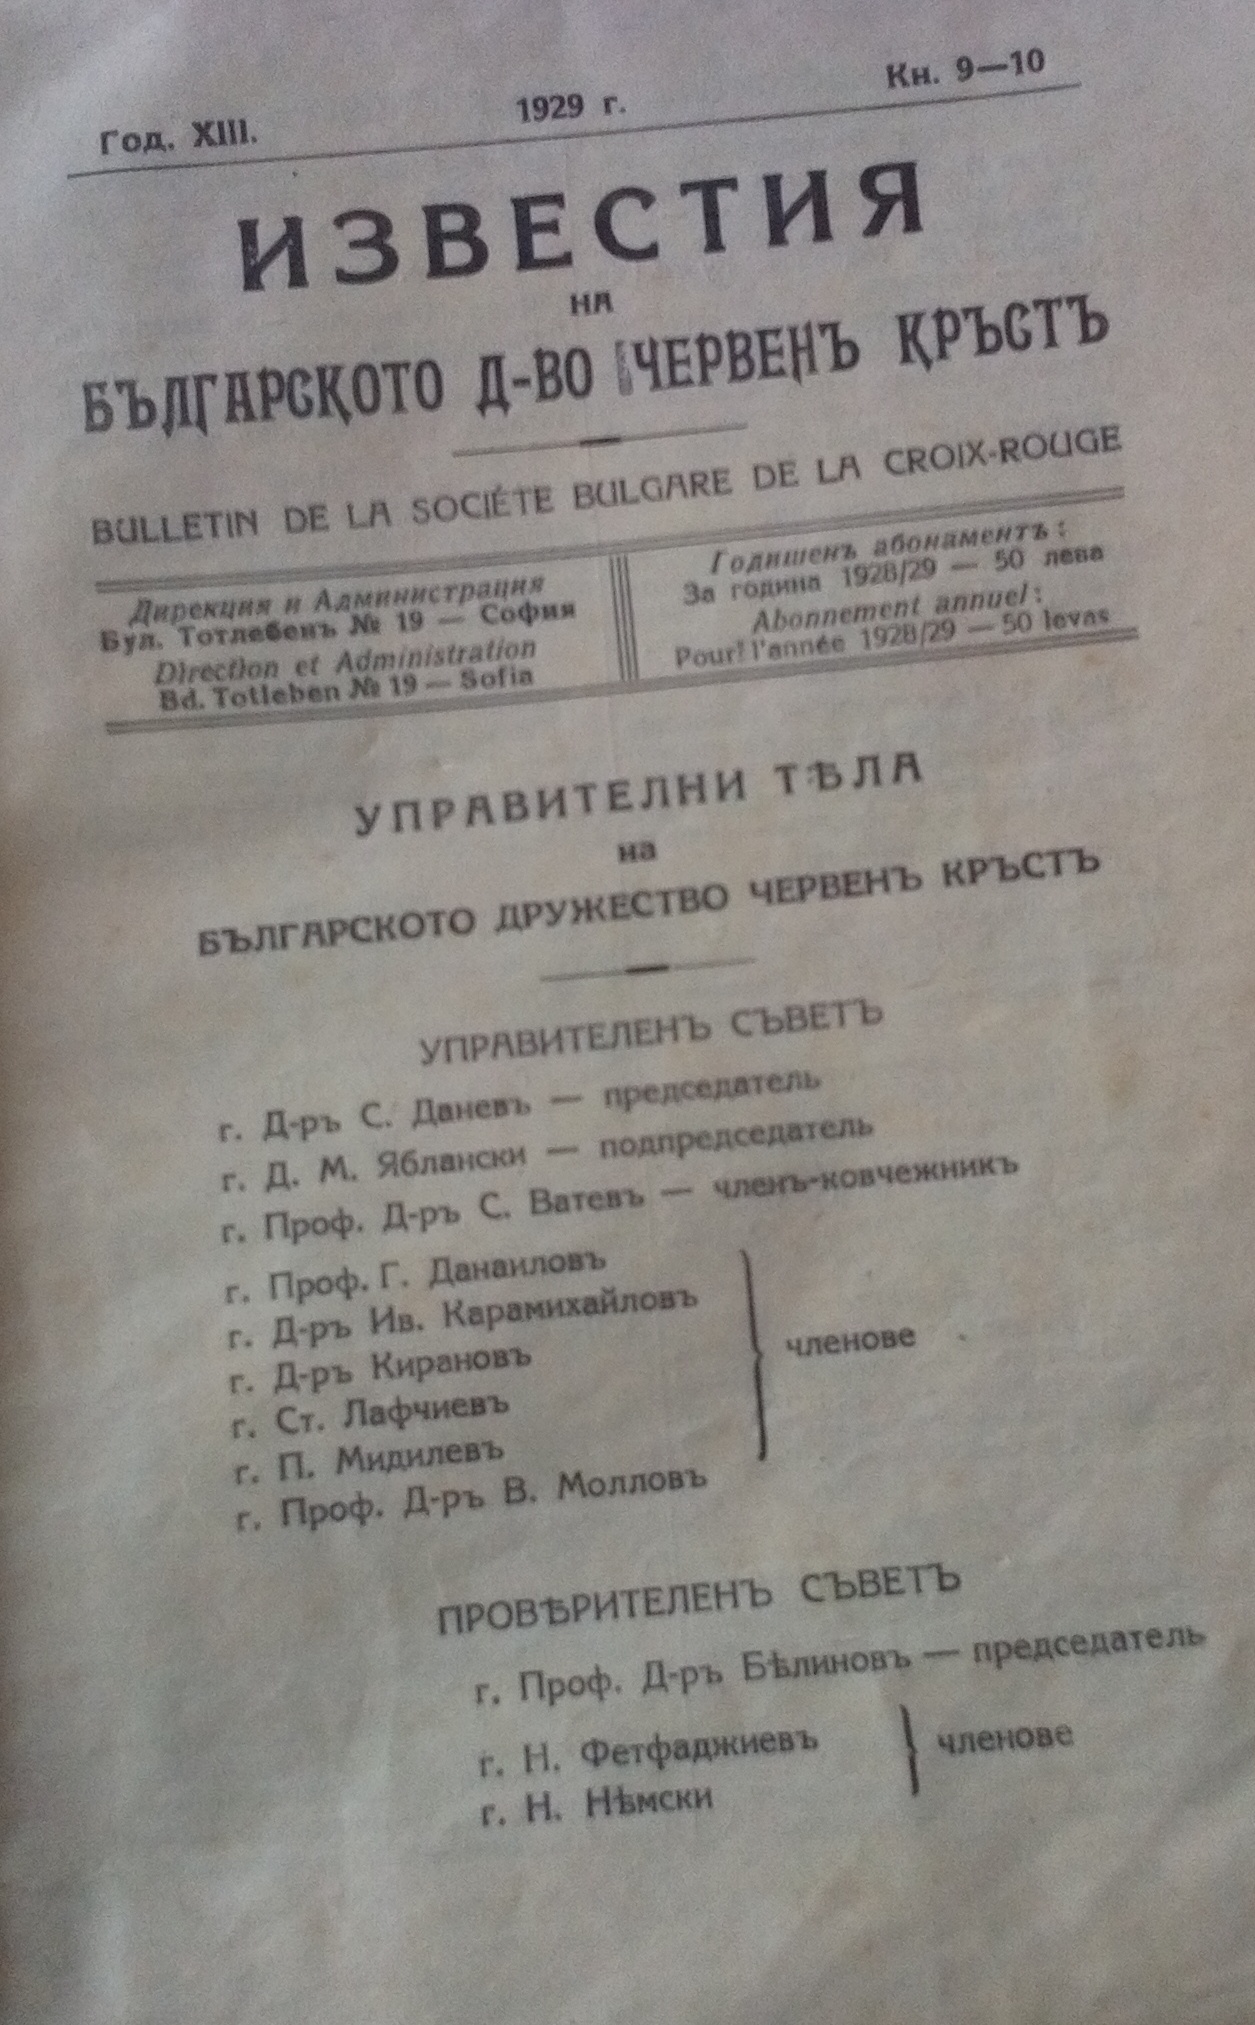 Год. XIII.
1929 г.
Кн. 9—10
ИЗВЕСТИЯ
НА
БЪЛГАРСКОТО Д-ВО ЧЕРВЕНЪ КРЪСТЪ
BULLETIN DE LA SOCIÉTE BULGARE DE LA CROIX-ROUGE
Дирекция и Администрация
Бул. Тотлебенъ № 19 — София
Direction et Administration
Bd. Totleben № 19 — Sofia
Годишенъ абонаментъ:
За година 1928/29 — 50 лева
Abonnement annuel:
Pour l'année 1928/29 — 50 levas
УПРАВИТЕЛНИ ТѢЛА
на
БЪЛГАРСКОТО ДРУЖЕСТВО ЧЕРВЕНЪ КРЪСТЪ
УПРАВИТЕЛЕНЪ СЪВЕТЪ
г. Д-ръ С. Даневъ — председатель
г. Д. М. Яблански — подпредседатель
г. Проф. Д-ръ С. Ватевъ — членъ-ковчежникъ
г. Проф. Г. Данаиловъ
г. Д-ръ Ив. Карамихайловъ
г. Д-ръ Кирановъ
г. Ст. Лафчиевъ
г. П. Мидилевъ
г. Проф. Д-ръ В. Молловъ
членове
ПРОВѢРИТЕЛЕНЪ СЪВЕТЪ
г. Проф. Д-ръ Бѣлиновъ — председатель
г. Н. Фетфаджиевъ
г. Н. Нѣмски
членове